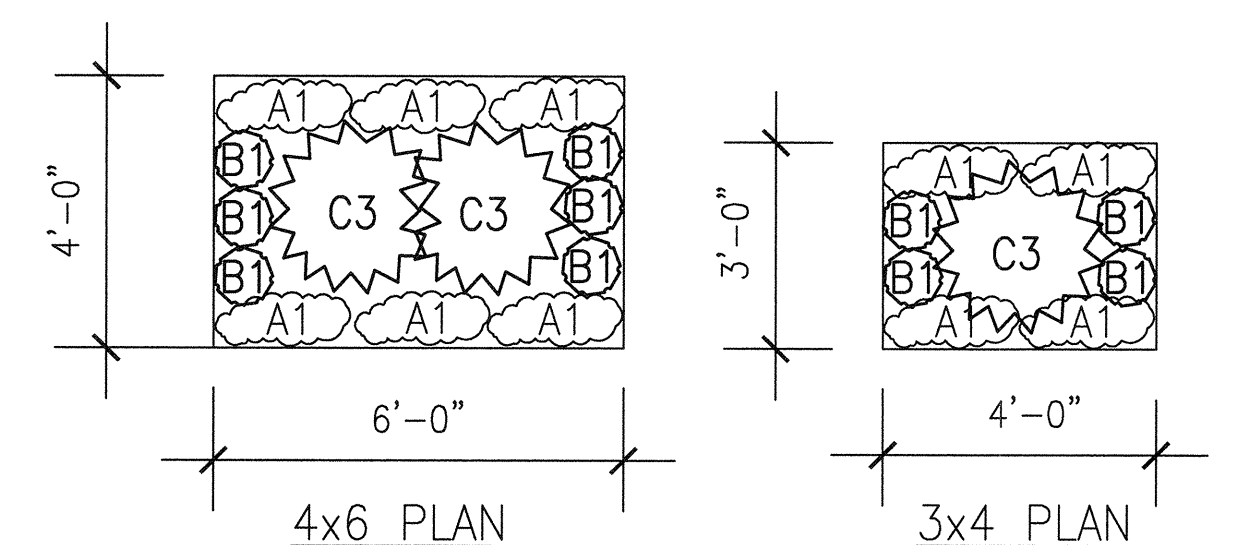 A1 A1 A1
B1 B1
C3 C3
B1 B1
B1 B1
A1 A1 A1
4'-0"
6'-0"
4x6 PLAN
A1 A1
B1 B1
C3
B1 B1
A1 A1
3'-0"
4'-0"
3x4 PLAN